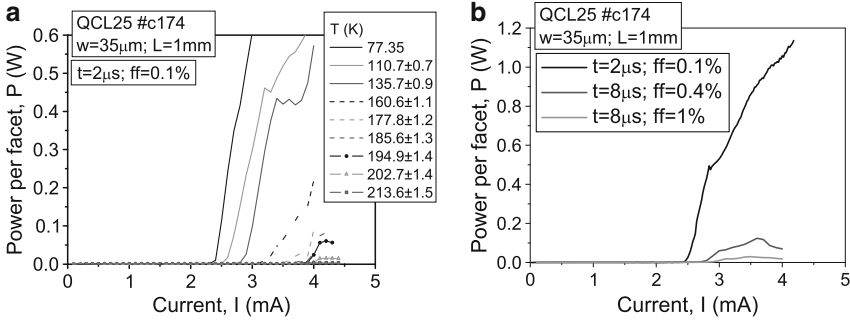 a
QCL25 #c174
w=35μm; L=1mm
t=2μs; ff=0.1%
T (K)
77.35
110.7±0.7
135.7±0.9
160.6±1.1
177.8±1.2
185.6±1.3
194.9±1.4
202.7±1.4
213.6±1.5
Power per facet, P (W)
0.6
0.5
0.4
0.3
0.2
0.1
0.0
0 1 2 3 4 5
Current, I (mA)
b
QCL25 #c174
w=35μm; L=1mm
t=2μs; ff=0.1%
t=8μs; ff=0.4%
t=8μs; ff=1%
Power per facet, P (W)
1.2
1.0
0.8
0.6
0.4
0.2
0.0
0 1 2 3 4 5
Current, I (mA)